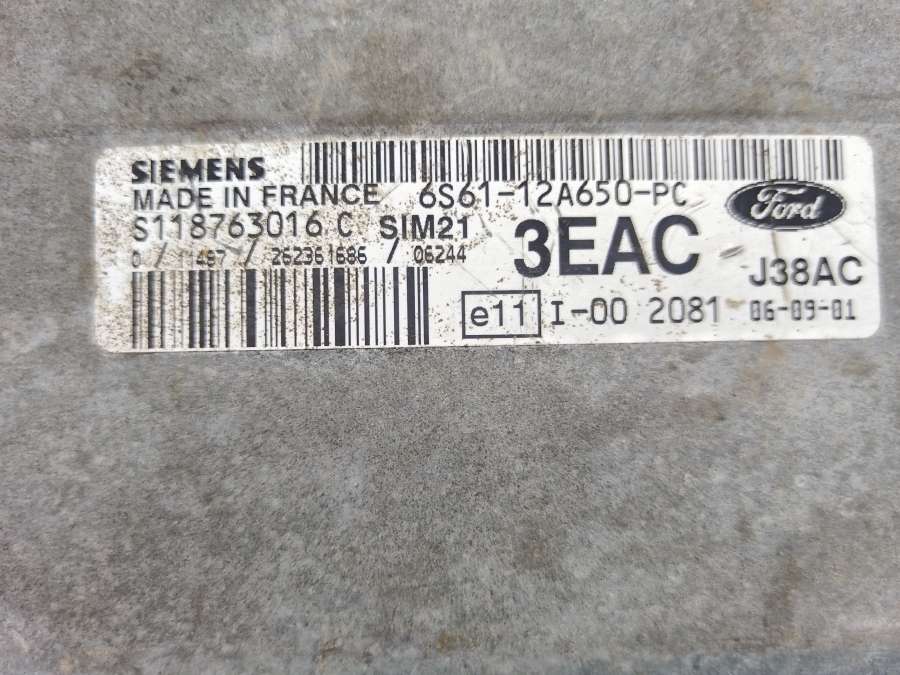 SIEMENS
MADE IN FRANCE 6S61-12A650-PC
Ford
S118763016 C SIM21
3EAC
0 / 11497 / 262361686 / 06244
J38AC
e11 I-00 2081 06-09-01